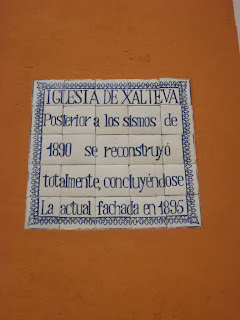 IGLESIA DE XALTEVA
Posterior a los sismos de
1890 se reconstruyó
totalmente, concluyéndose
La actual fachada en 1895